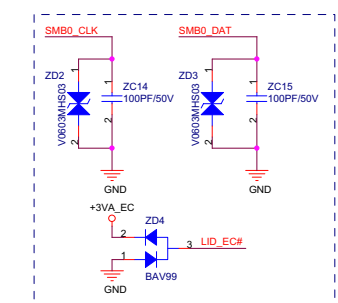 SMB0_CLK
SMB0_DAT
ZD2
V0603MHS03
1
2
ZC14
100PF/50V
1
2
ZD3
V0603MHS03
1
2
ZC15
100PF/50V
1
2
GND
GND
+3VA_EC
ZD4
2
1
3
LID_EC#
BAV99
GND